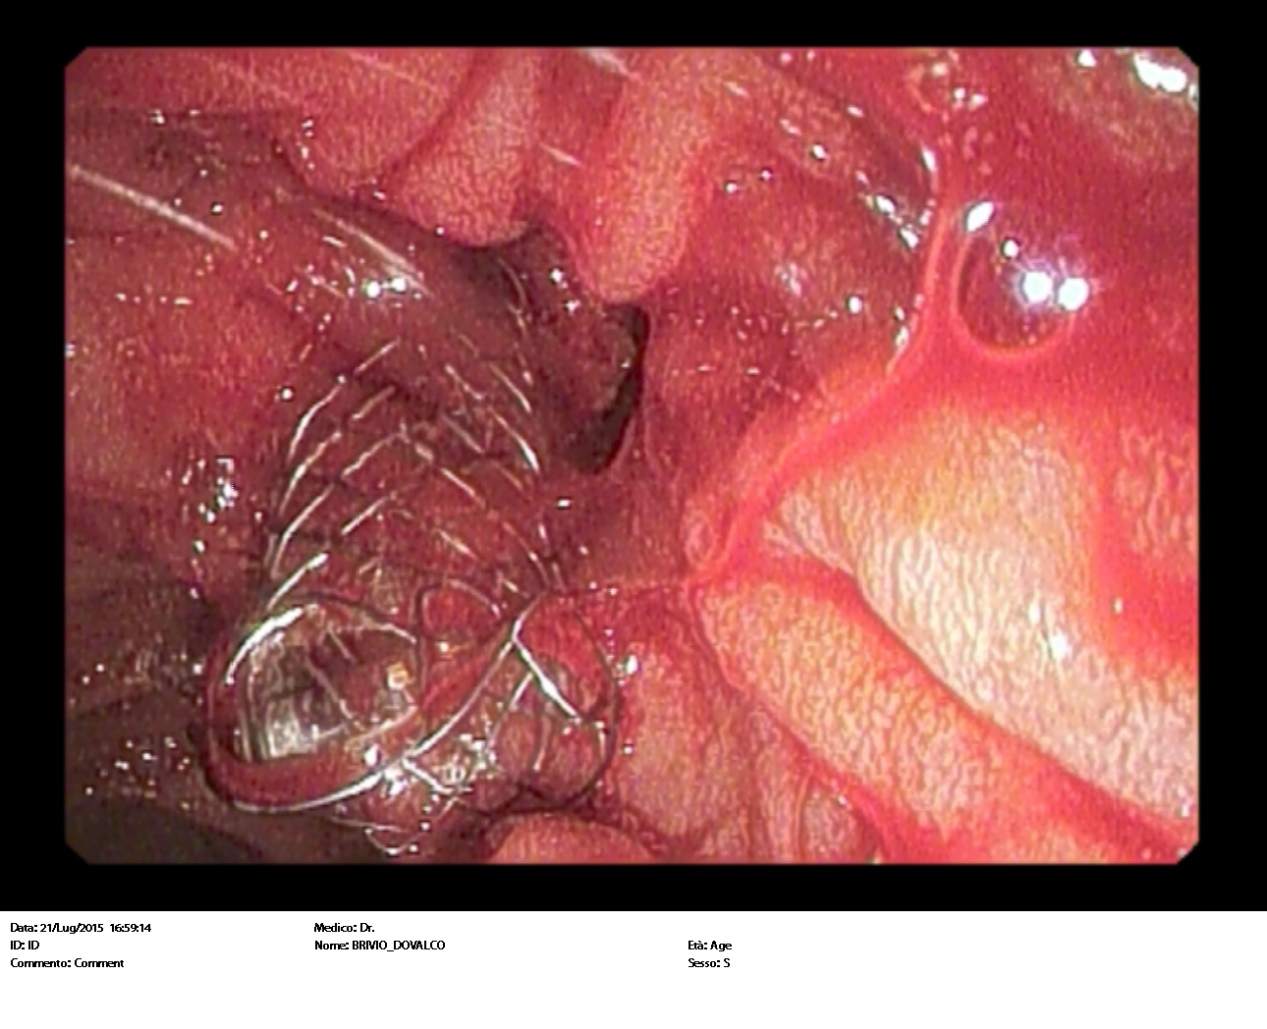 Data: 21/Lug/2015 16:59:14
Medico: Dr.
ID: ID
Nome: BRIVIO_DOVALCO
Età: Age
Commento: Comment
Sesso: S